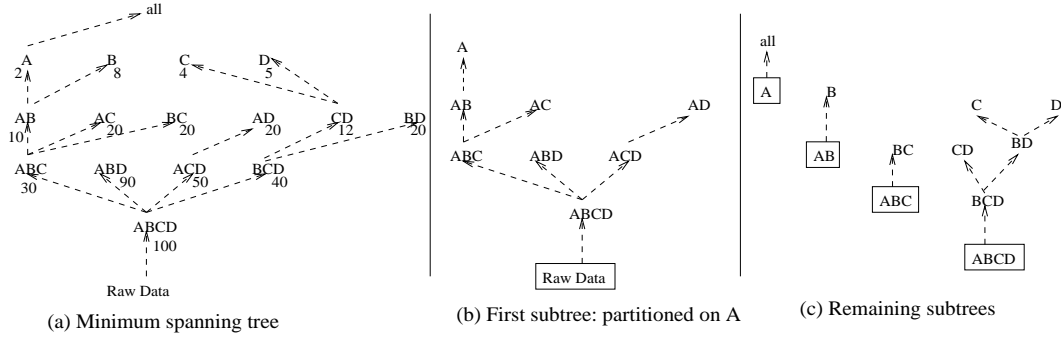 all
A B C D
2 8 4 5
AB AC BC AD CD BD
10 20 20 20 12 20
ABC ABD ACD BCD
30 90 50 40
ABCD
100
Raw Data
(a) Minimum spanning tree
A
AB AC AD
ABC ABD ACD
ABCD
Raw Data
(b) First subtree: partitioned on A
all
A
B
AB
BC
ABC
C D
CD BD
BCD
ABCD
(c) Remaining subtrees